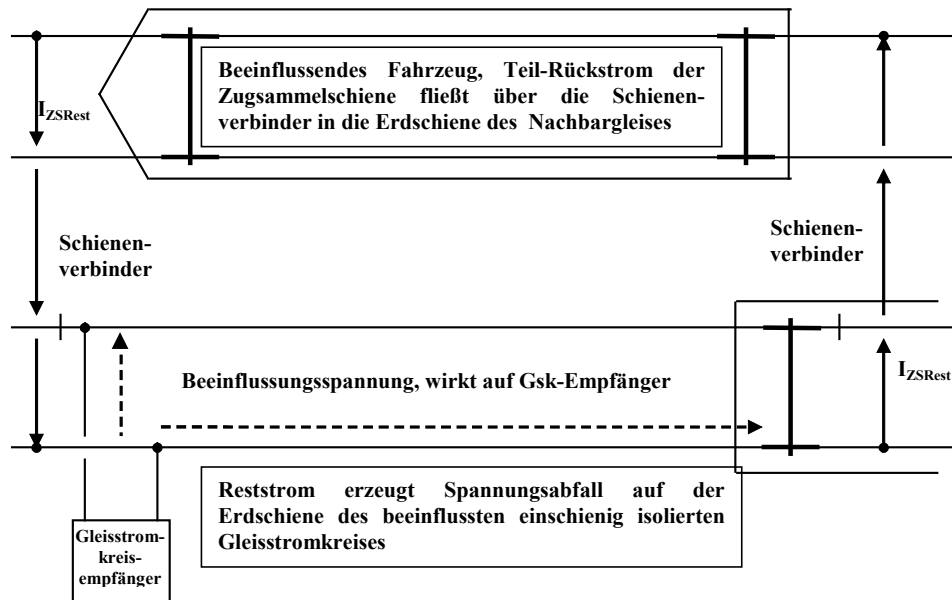 Beeinflussendes Fahrzeug, Teil-Rückstrom der
Zugsammelschiene fließt über die Schienen-
verbinder in die Erdschiene des Nachbargleises
I_ZSRest
Schienen-
verbinder
Schienen-
verbinder
Beeinflussungsspannung, wirkt auf Gsk-Empfänger
I_ZSRest
Reststrom erzeugt Spannungsabfall auf der
Erdschiene des beeinflussten einschienig isolierten
Gleisstromkreises
Gleisstrom-
kreis-
empfänger